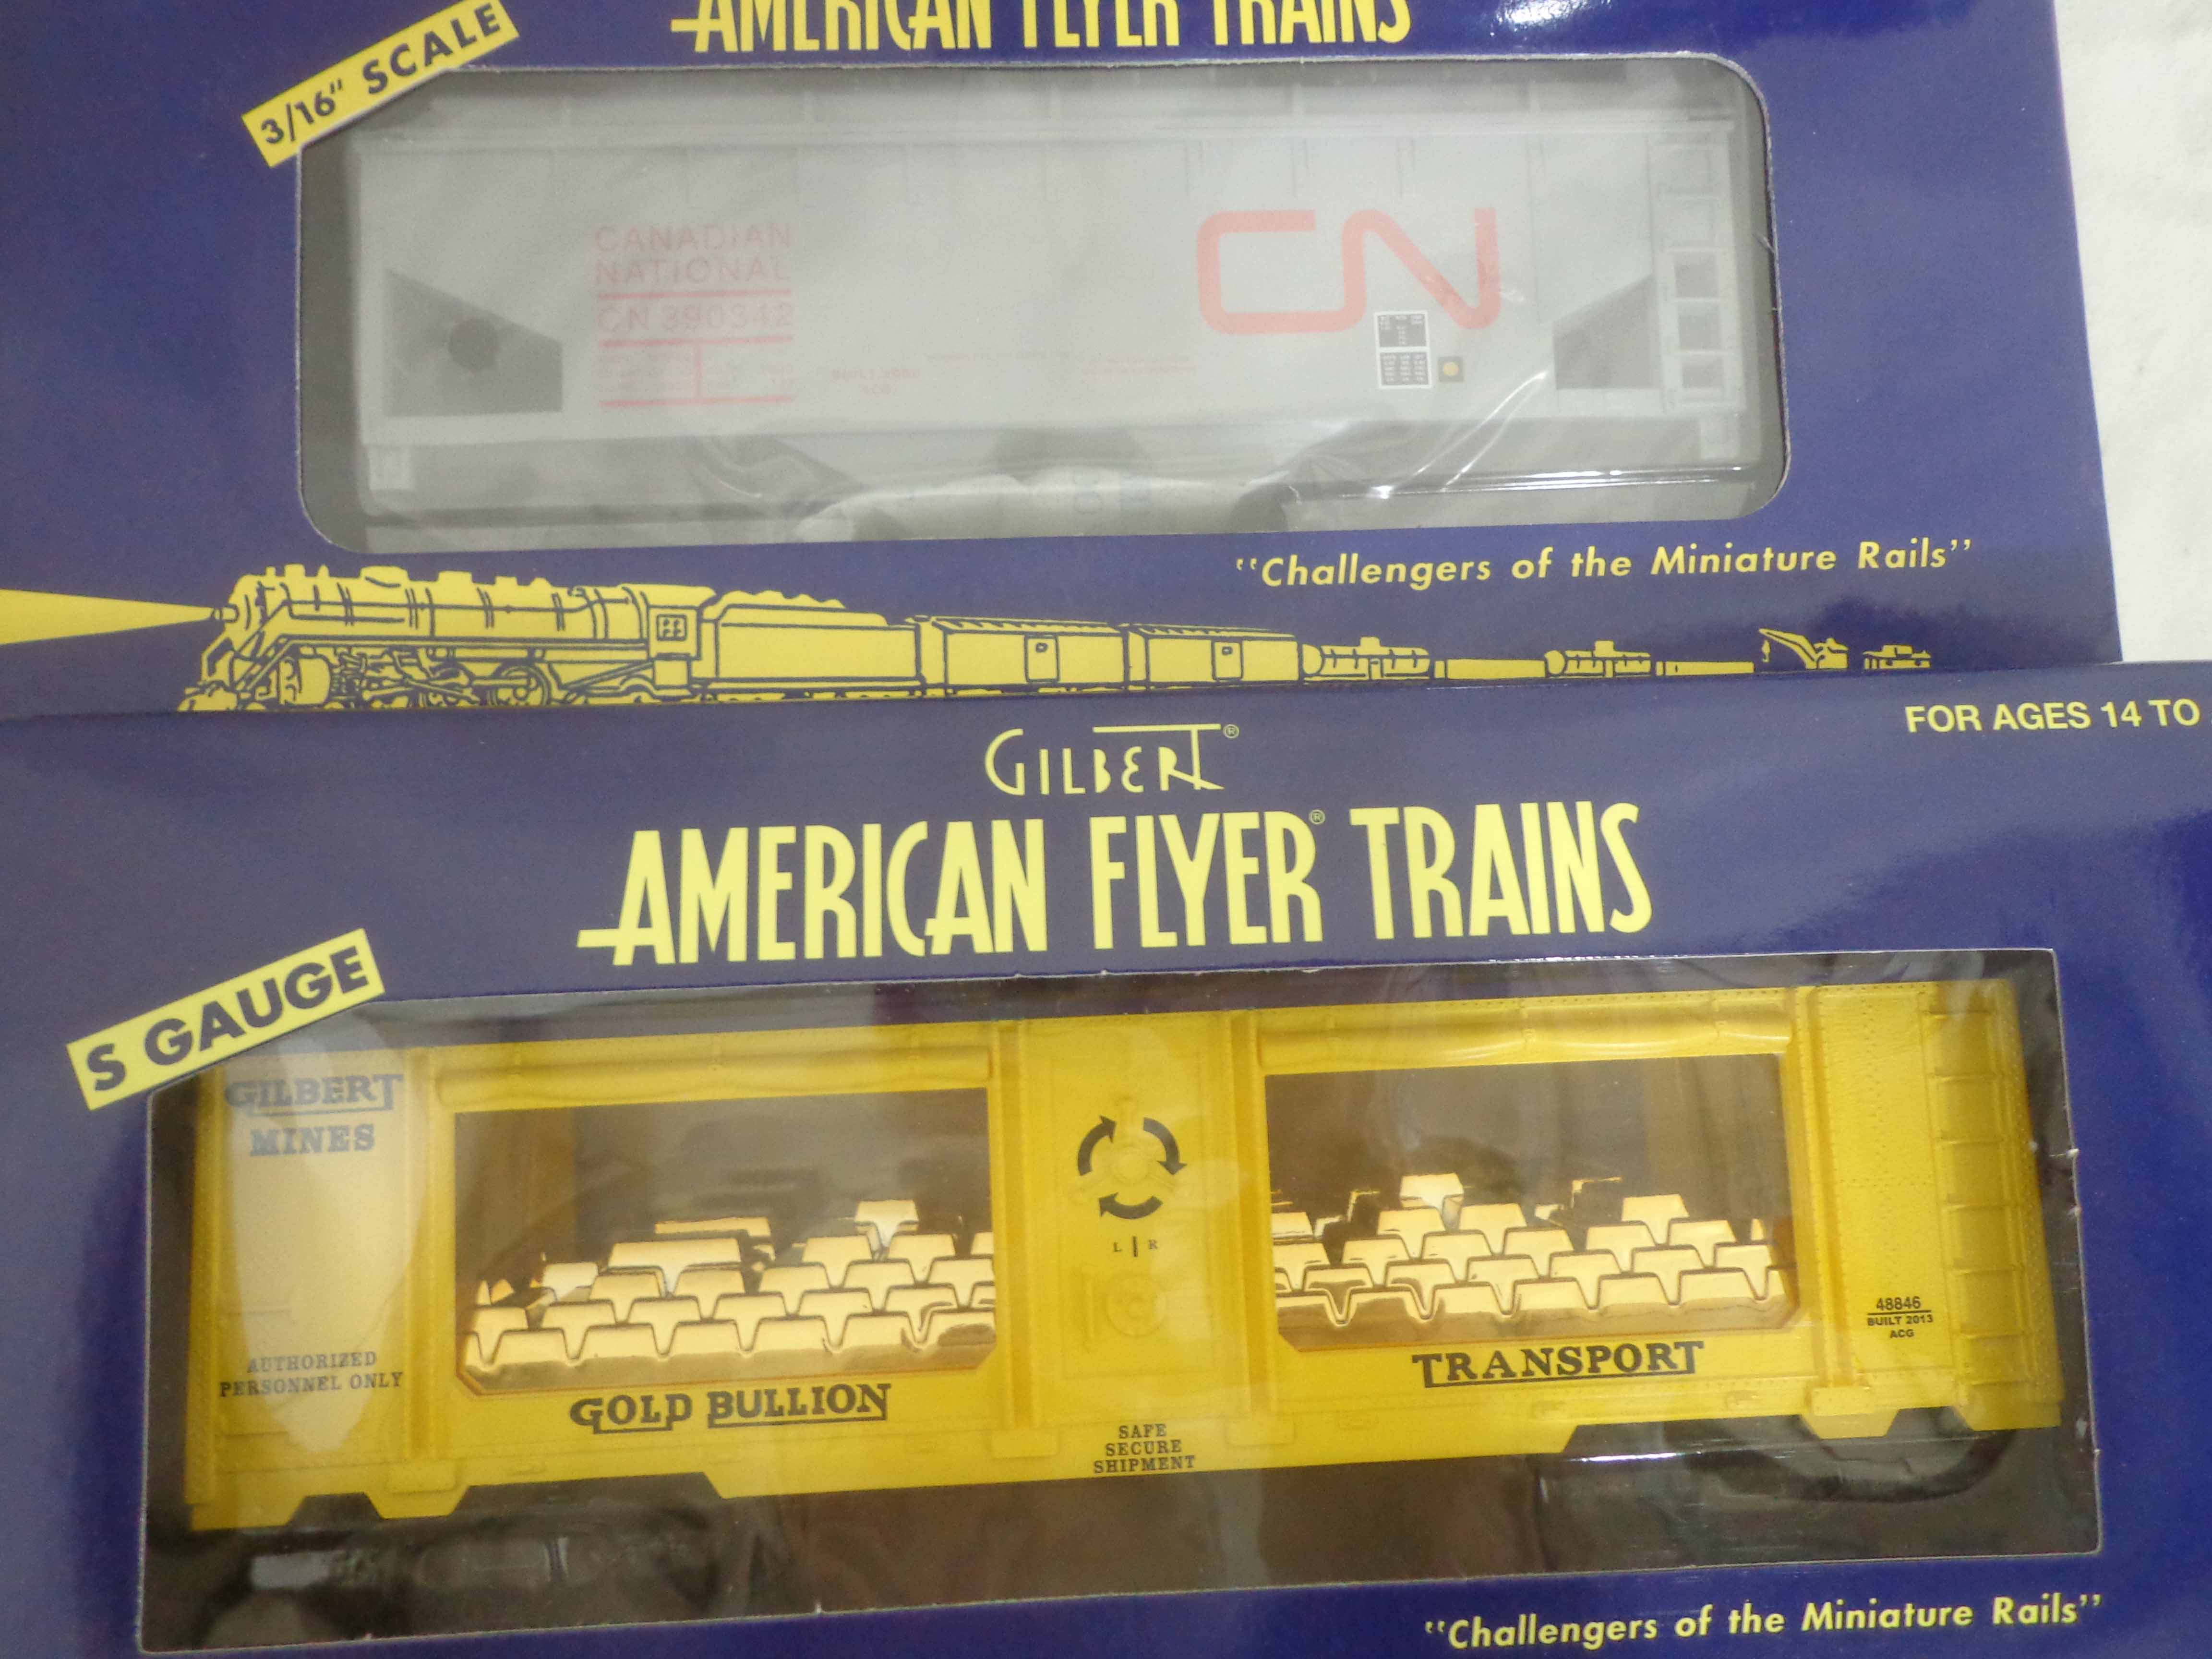 AMERICAN FLYER TRAINS
3/16" SCALE
CANADIAN
NATIONAL
CN 390342
CN
"Challengers of the Miniature Rails"
FOR AGES 14 TO
GILBERT®
AMERICAN FLYER® TRAINS
S GAUGE
GILBERT
MINES
AUTHORIZED
PERSONNEL ONLY
GOLD BULLION
L | R
SAFE
SECURE
SHIPMENT
TRANSPORT
48846
BUILT 2013
ACG
"Challengers of the Miniature Rails"